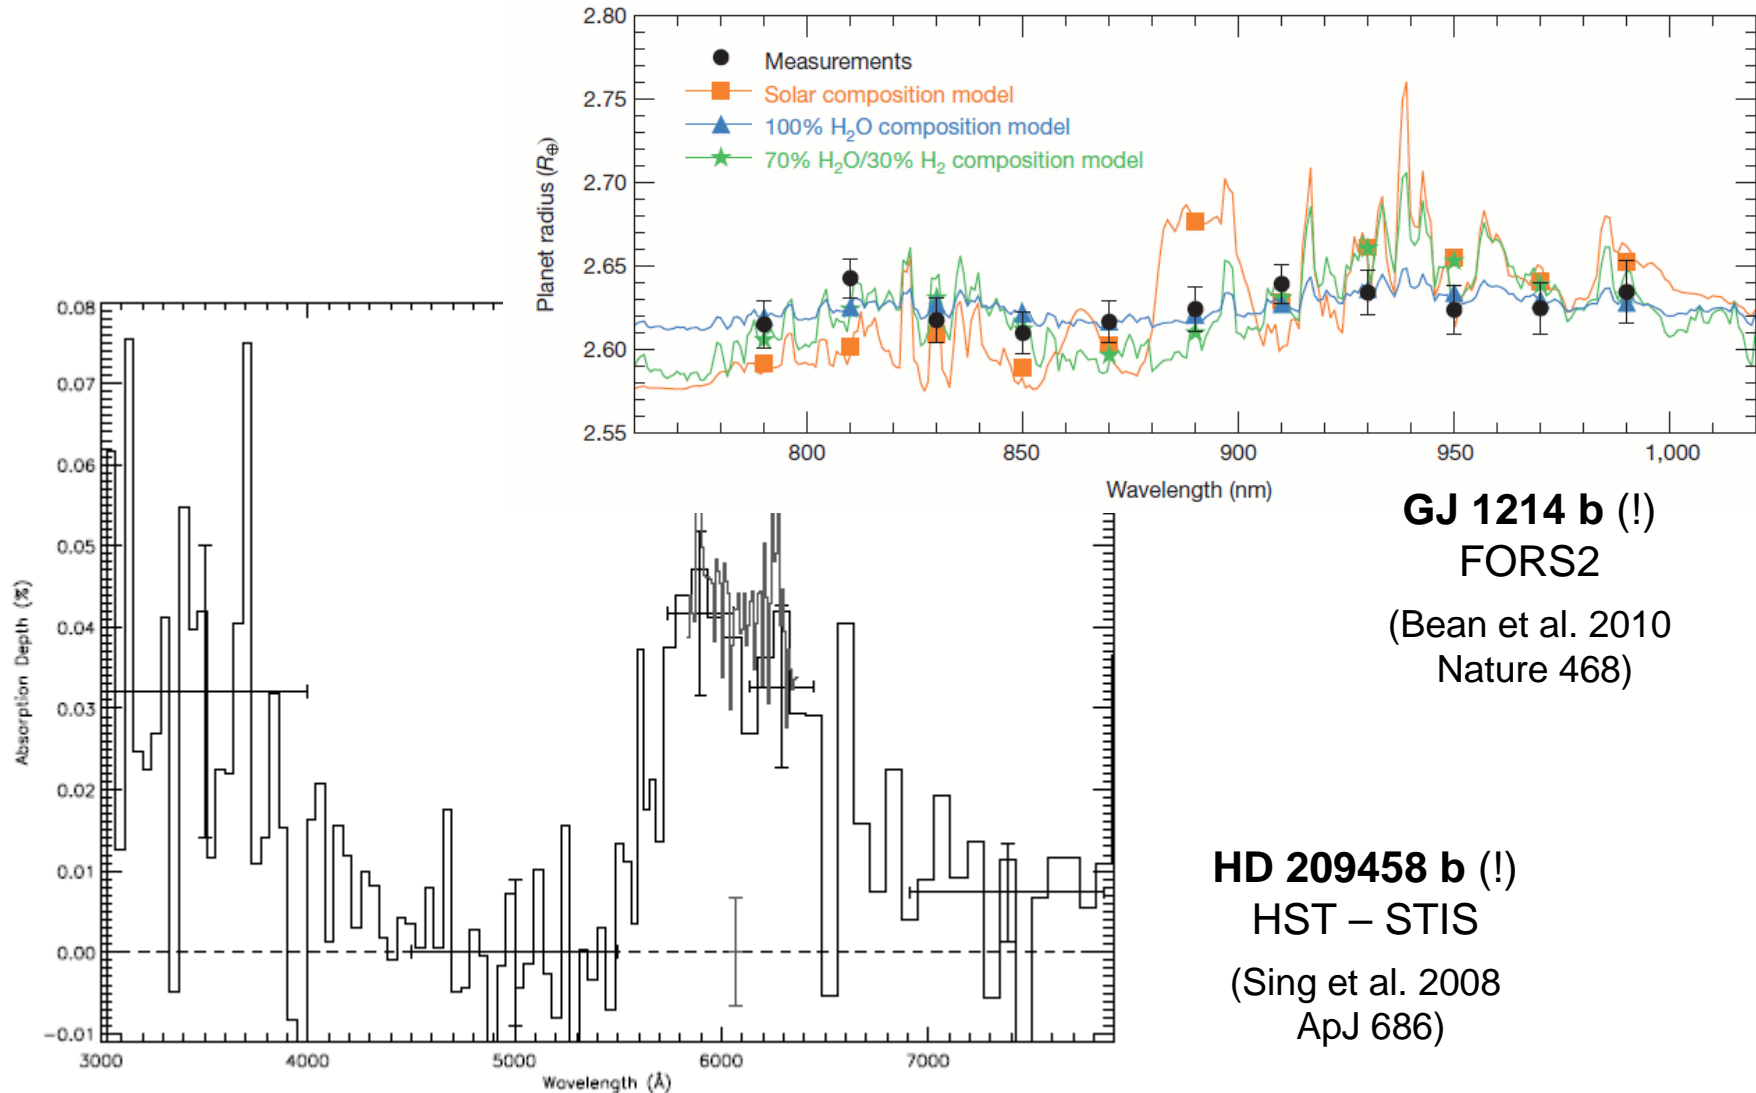 2.80
2.75
2.70
2.65
2.60
2.55
Planet radius (R⊕)
Measurements
Solar composition model
100% H₂O composition model
70% H₂O/30% H₂ composition model
800
850
900
950
1,000
Wavelength (nm)
GJ 1214 b (!)
FORS2
(Bean et al. 2010
Nature 468)
0.08
0.07
0.06
0.05
0.04
0.03
0.02
0.01
0.00
−0.01
Absorption Depth (%)
3000
4000
5000
6000
7000
Wavelength (Å)
HD 209458 b (!)
HST – STIS
(Sing et al. 2008
ApJ 686)